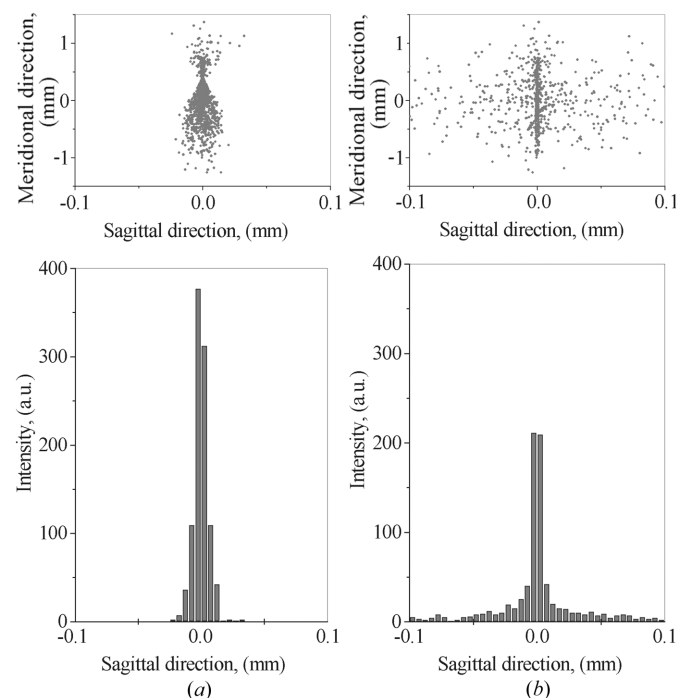 Meridional direction,
(mm)
1
0
-1
-0.1
0.0
0.1
Sagittal direction, (mm)
Meridional direction,
(mm)
1
0
-1
-0.1
0.0
0.1
Sagittal direction, (mm)
Intensity, (a.u.)
400
300
200
100
0
-0.1
0.0
0.1
Sagittal direction, (mm)
(a)
Intensity, (a.u.)
400
300
200
100
0
-0.1
0.0
0.1
Sagittal direction, (mm)
(b)